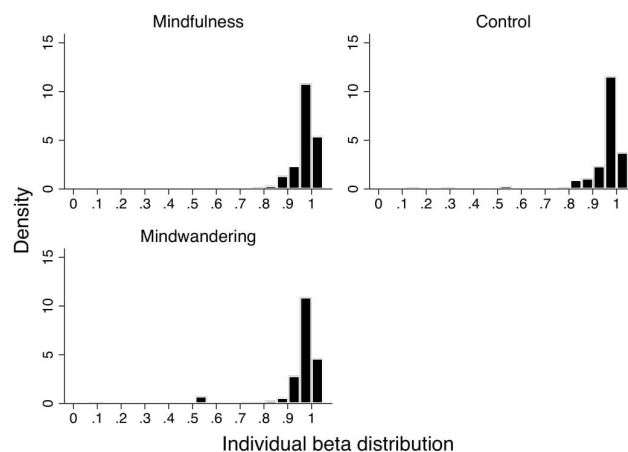 Mindfulness
Control
15
10
5
0
0 .1 .2 .3 .4 .5 .6 .7 .8 .9 1
15
10
5
0
0 .1 .2 .3 .4 .5 .6 .7 .8 .9 1
Density
Mindwandering
15
10
5
0
0 .1 .2 .3 .4 .5 .6 .7 .8 .9 1
Individual beta distribution